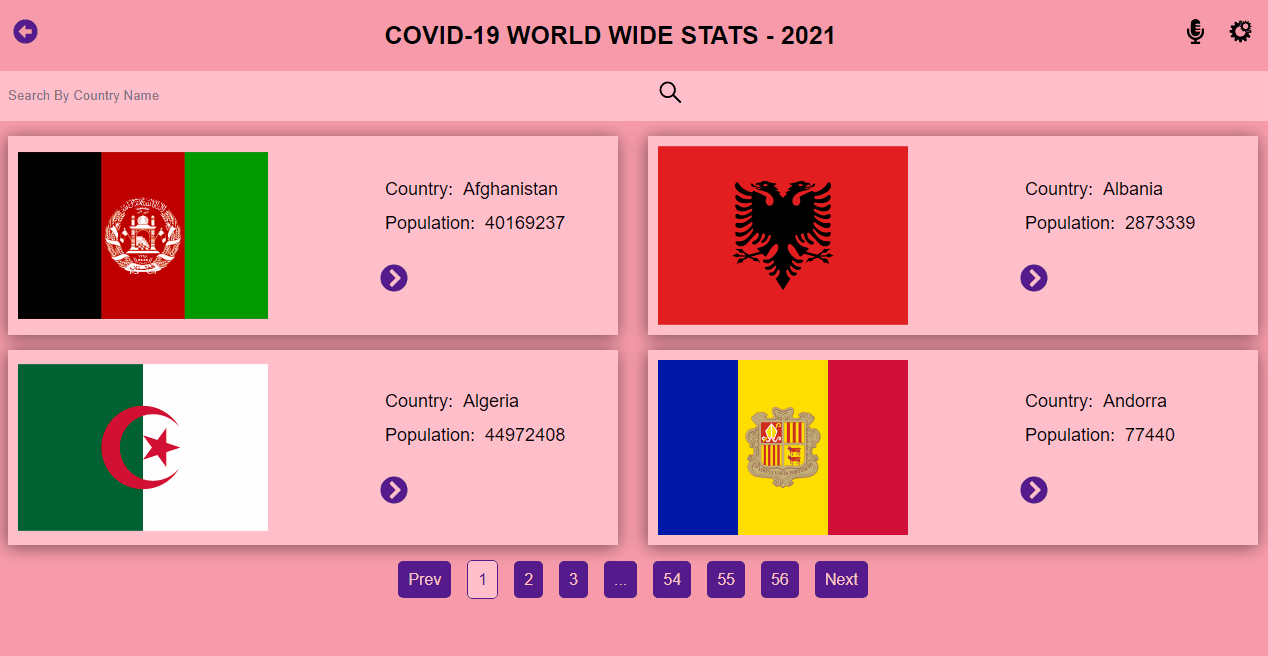 COVID-19 WORLD WIDE STATS - 2021
Search By Country Name
Country: Afghanistan
Population: 40169237
Country: Albania
Population: 2873339
Country: Algeria
Population: 44972408
Country: Andorra
Population: 77440
Prev 1 2 3 ... 54 55 56 Next